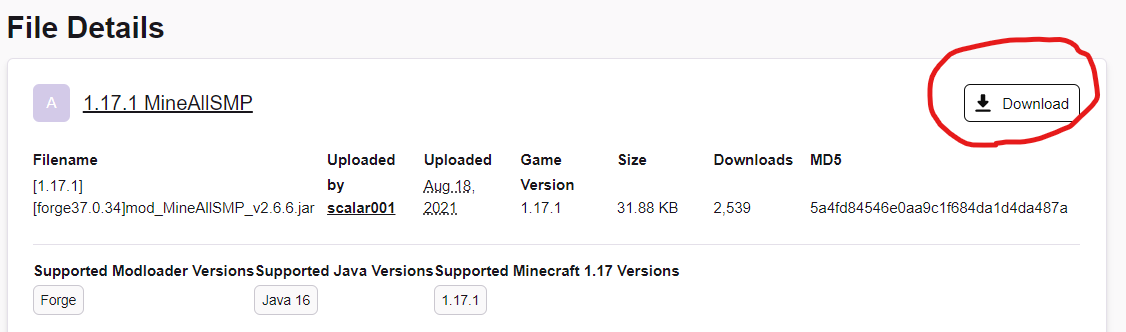 File Details
A
1.17.1 MineAllSMP
Download
Filename
Uploaded by
Uploaded
Game Version
Size
Downloads
MD5
[1.17.1]
[forge37.0.34]mod_MineAllSMP_v2.6.6.jar
scalar001
Aug 18,
2021
1.17.1
31.88 KB
2,539
5a4fd84546e0aa9c1f684da1d4da487a
Supported Modloader Versions
Supported Java Versions
Supported Minecraft 1.17 Versions
Forge
Java 16
1.17.1